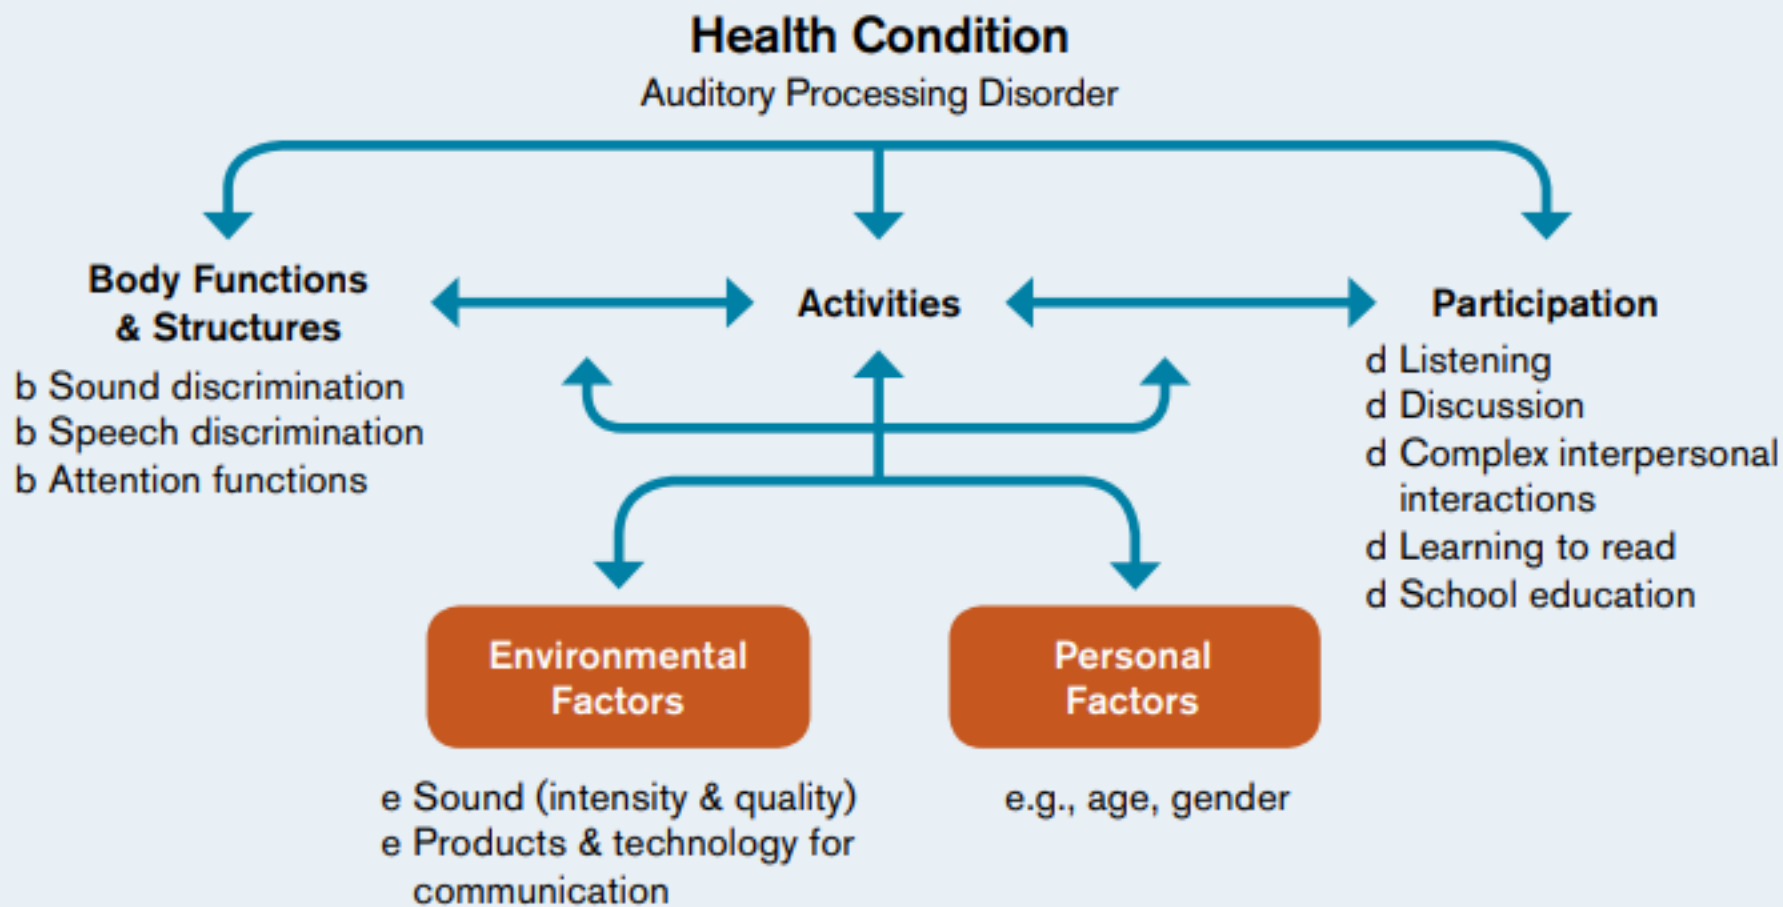 Health Condition
Auditory Processing Disorder
Body Functions
& Structures
b Sound discrimination
b Speech discrimination
b Attention functions
Activities
Participation
d Listening
d Discussion
d Complex interpersonal
interactions
d Learning to read
d School education
Environmental
Factors
e Sound (intensity & quality)
e Products & technology for
communication
Personal
Factors
e.g., age, gender